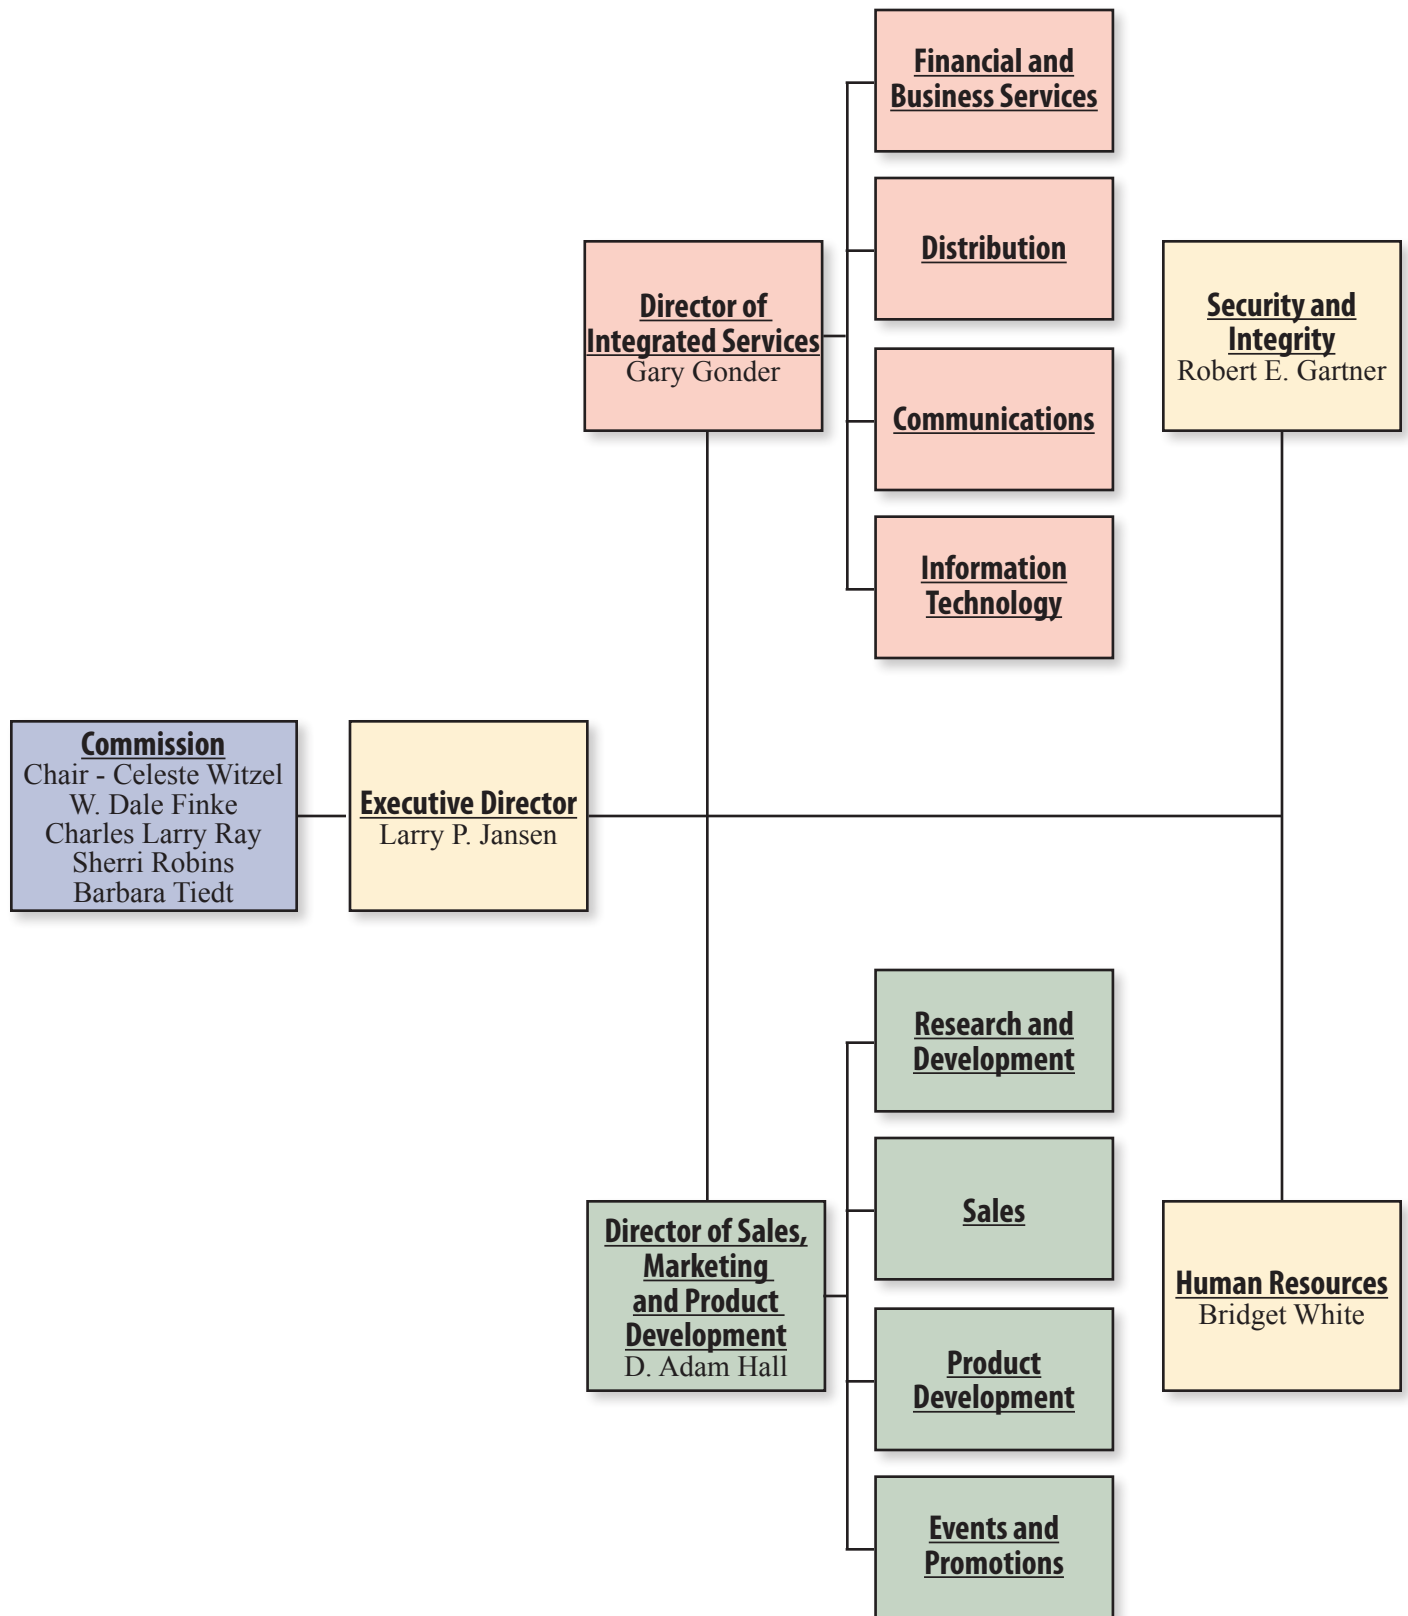 Financial and
Business Services
Distribution
Director of
Integrated Services
Gary Gonder
Security and
Integrity
Robert E. Gartner
Communications
Information
Technology
Commission
Chair - Celeste Witzel
W. Dale Finke
Charles Larry Ray
Sherri Robins
Barbara Tiedt
Executive Director
Larry P. Jansen
Research and
Development
Sales
Director of Sales,
Marketing
and Product
Development
D. Adam Hall
Human Resources
Bridget White
Product
Development
Events and
Promotions